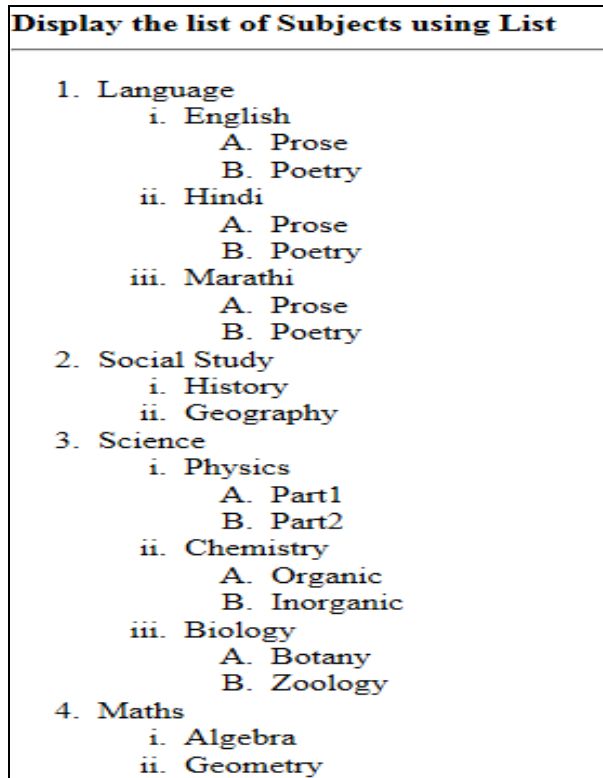 Display the list of Subjects using List
1. Language
i. English
A. Prose
B. Poetry
ii. Hindi
A. Prose
B. Poetry
iii. Marathi
A. Prose
B. Poetry
2. Social Study
i. History
ii. Geography
3. Science
i. Physics
A. Part1
B. Part2
ii. Chemistry
A. Organic
B. Inorganic
iii. Biology
A. Botany
B. Zoology
4. Maths
i. Algebra
ii. Geometry